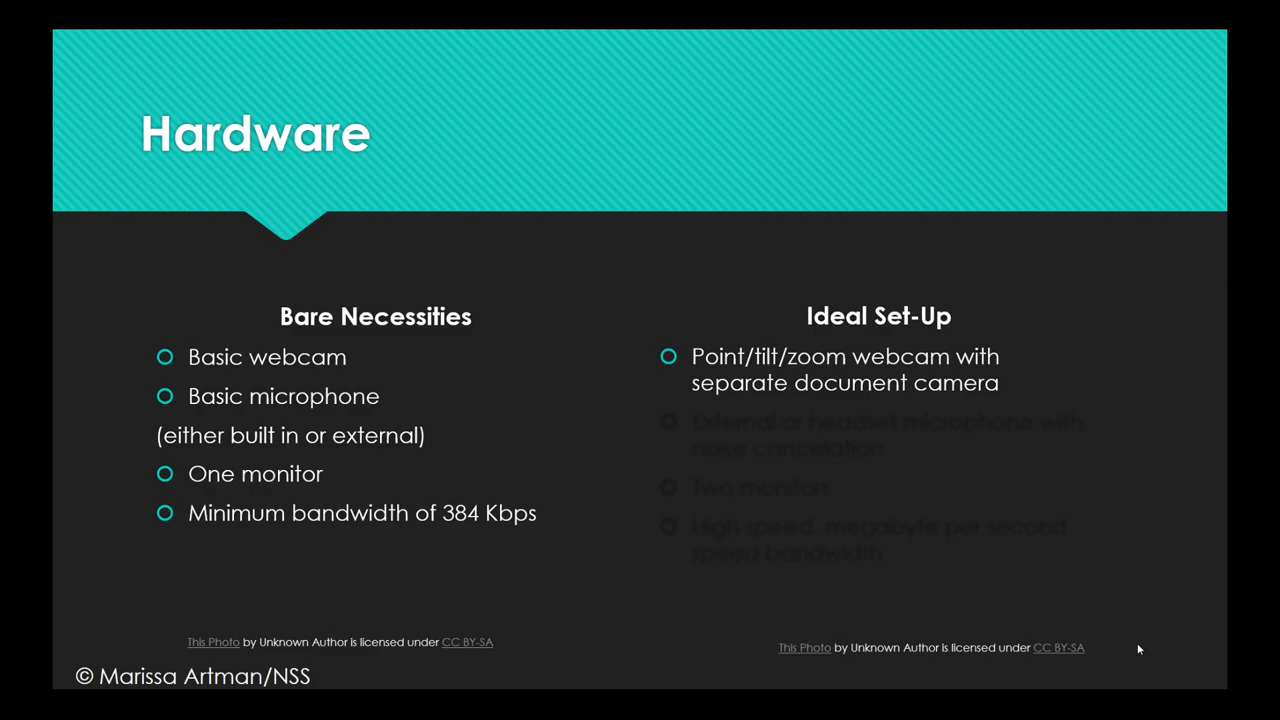 Hardware
Bare Necessities
Basic webcam
Basic microphone
(either built in or external)
One monitor
Minimum bandwidth of 384 Kbps
Ideal Set-Up
Point/tilt/zoom webcam with
separate document camera
External or headset microphone with
noise cancelation
Two monitors
High speed, megabyte per second
speed bandwidth
This Photo by Unknown Author is licensed under CC BY-SA
This Photo by Unknown Author is licensed under CC BY-SA
© Marissa Artman/NSS